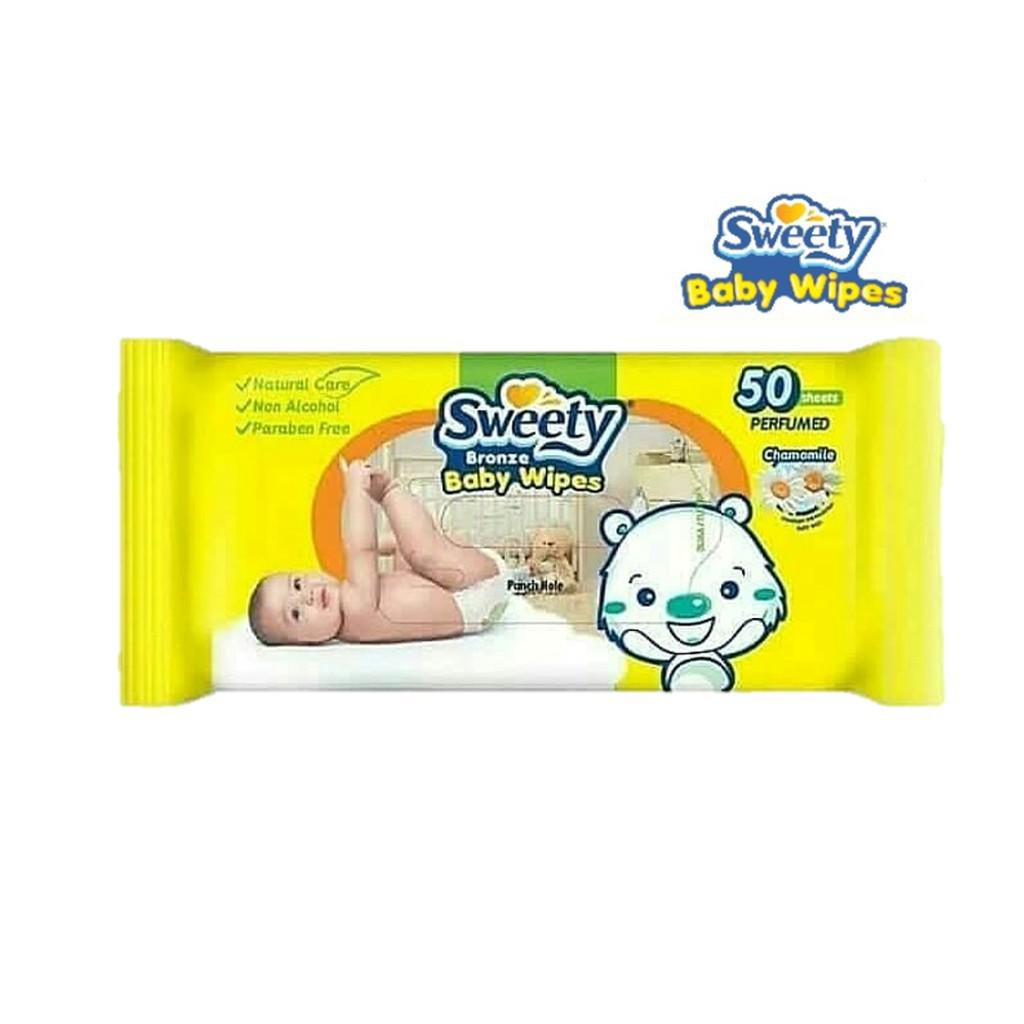 Sweety
Baby Wipes
Natural Care
Non Alcohol
Paraben Free
Sweety
Bronze
Baby Wipes
50 sheets
PERFUMED
Chamomile
Punch Hole